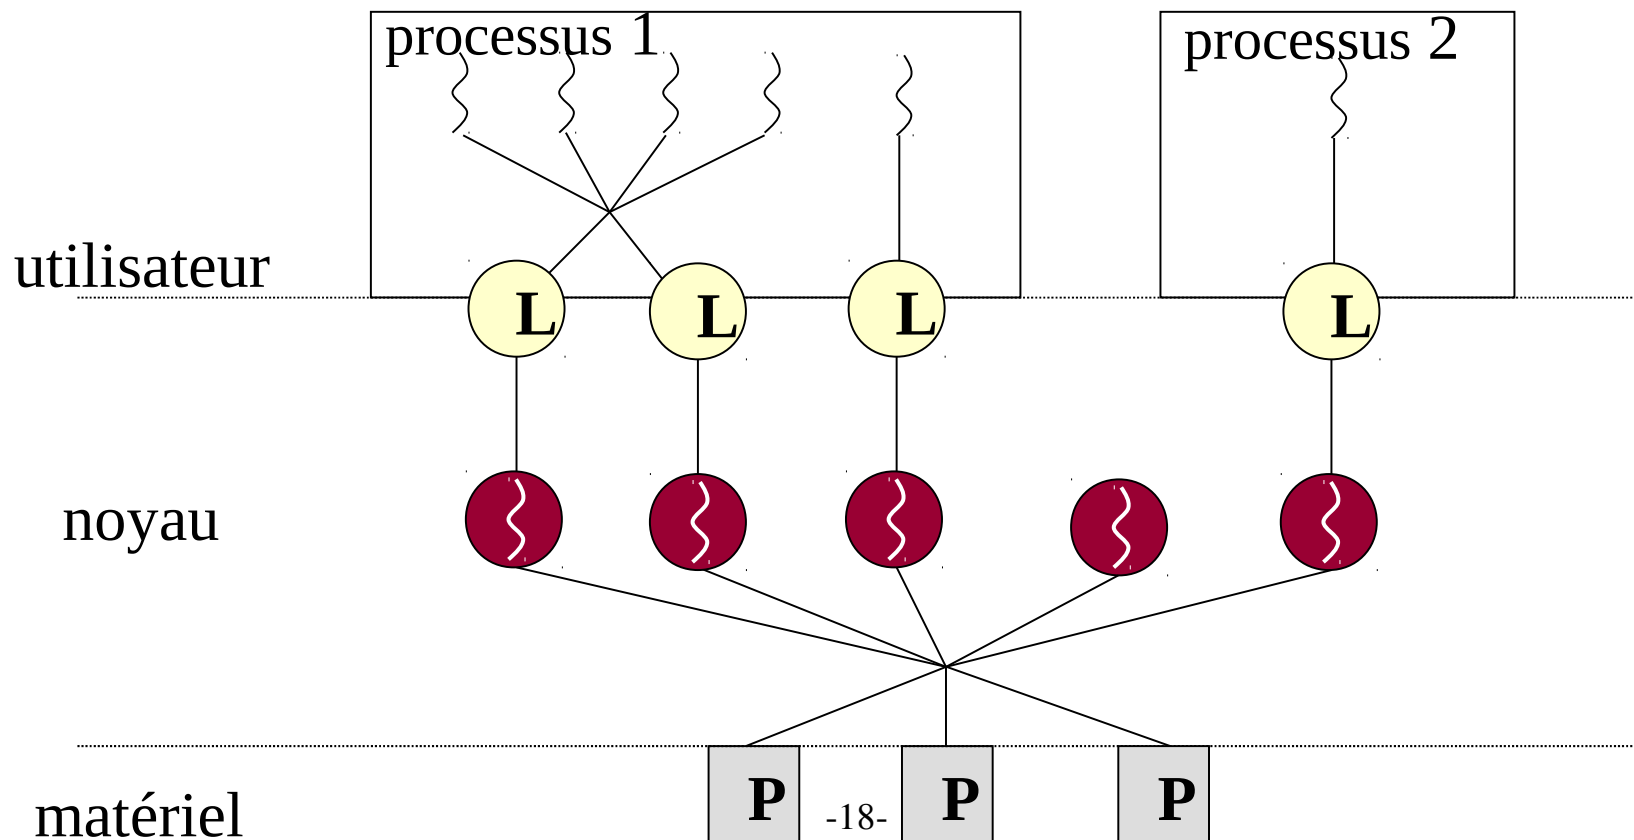 processus 1
processus 2
utilisateur
L
L
L
L
noyau
matériel
P
-18-
P
P